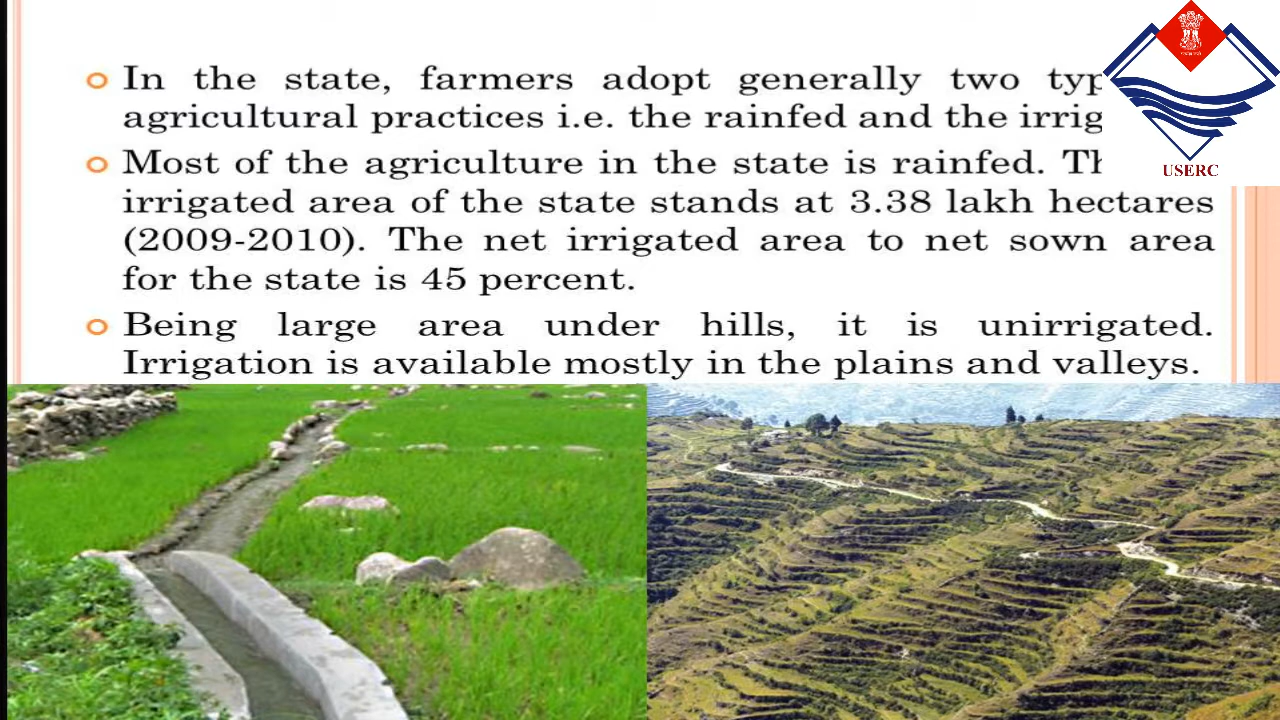 In the state, farmers adopt generally two typ
agricultural practices i.e. the rainfed and the irrig
Most of the agriculture in the state is rainfed. Th
irrigated area of the state stands at 3.38 lakh hectares
(2009-2010). The net irrigated area to net sown area
for the state is 45 percent.
Being large area under hills, it is unirrigated.
Irrigation is available mostly in the plains and valleys.
USERC